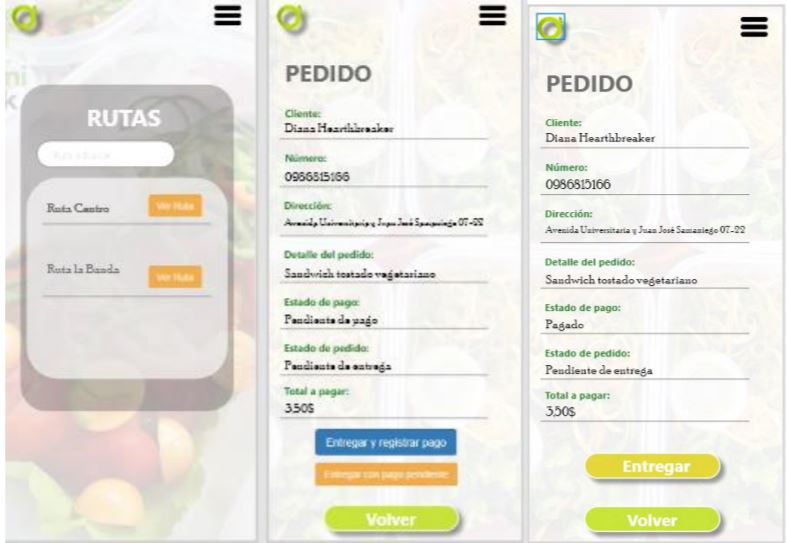 RUTAS
Ruta Centro
Ver Ruta
Ruta la Banda
Ver Ruta
PEDIDO
Cliente:
Diana Hearthbreaker
Número:
0986815166
Dirección:
Avenida Universitaria y Juan José Samaniego 07-22
Detalle del pedido:
Sandwich tostado vegetariano
Estado de pago:
Pendiente de pago
Estado de pedido:
Pendiente de entrega
Total a pagar:
3,50$
Entregar y registrar pago
Entregar con pago pendiente
Volver
PEDIDO
Cliente:
Diana Hearthbreaker
Número:
0986815166
Dirección:
Avenida Universitaria y Juan José Samaniego 07-22
Detalle del pedido:
Sandwich tostado vegetariano
Estado de pago:
Pagado
Estado de pedido:
Pendiente de entrega
Total a pagar:
3,50$
Entregar
Volver